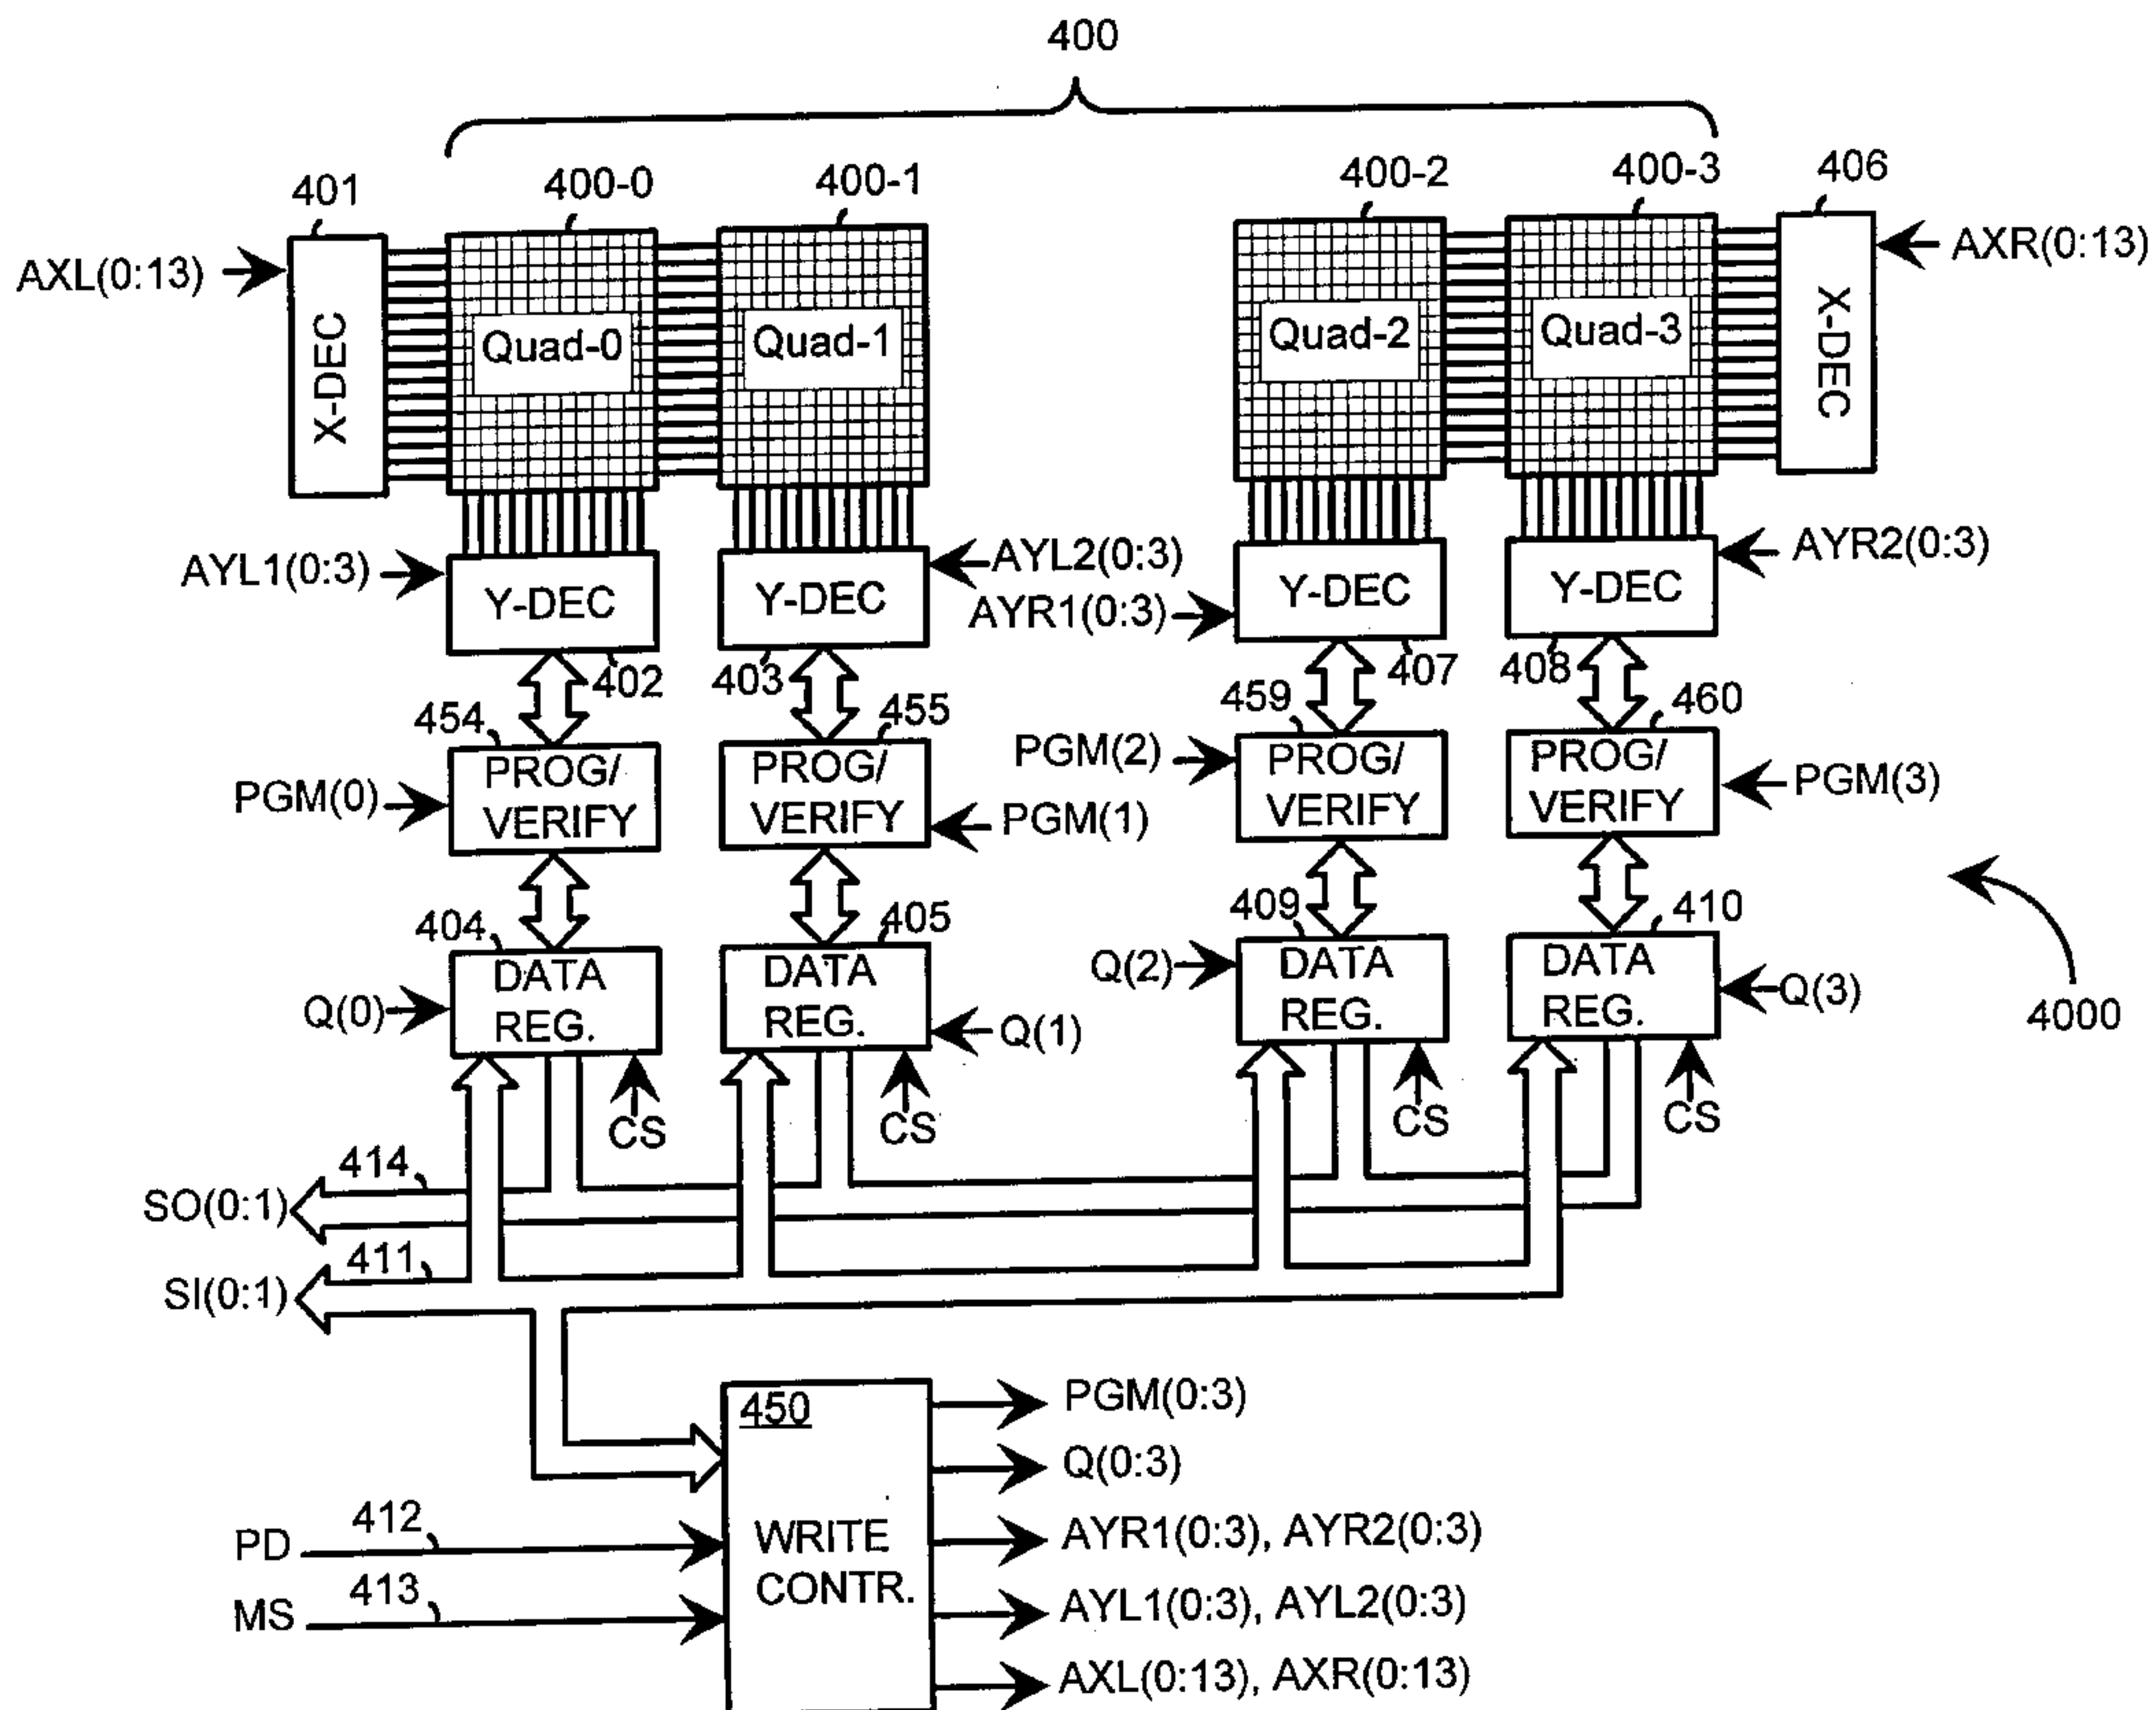 400
401
400-0
400-1
400-2
400-3
406
AXL(0:13)
X-DEC
Quad-0
Quad-1
Quad-2
Quad-3
X-DEC
AXR(0:13)
AYL1(0:3)
Y-DEC
402
Y-DEC
403
AYL2(0:3)
AYR1(0:3)
Y-DEC
407
Y-DEC
408
AYR2(0:3)
454
455
459
460
PGM(0)
PROG/
VERIFY
PROG/
VERIFY
PGM(1)
PGM(2)
PROG/
VERIFY
PROG/
VERIFY
PGM(3)
404
405
409
410
Q(0)
DATA
REG.
DATA
REG.
Q(1)
Q(2)
DATA
REG.
DATA
REG.
Q(3)
4000
CS
CS
CS
CS
414
SO(0:1)
411
SI(0:1)
450
WRITE
CONTR.
PD
412
MS
413
PGM(0:3)
Q(0:3)
AYR1(0:3), AYR2(0:3)
AYL1(0:3), AYL2(0:3)
AXL(0:13), AXR(0:13)